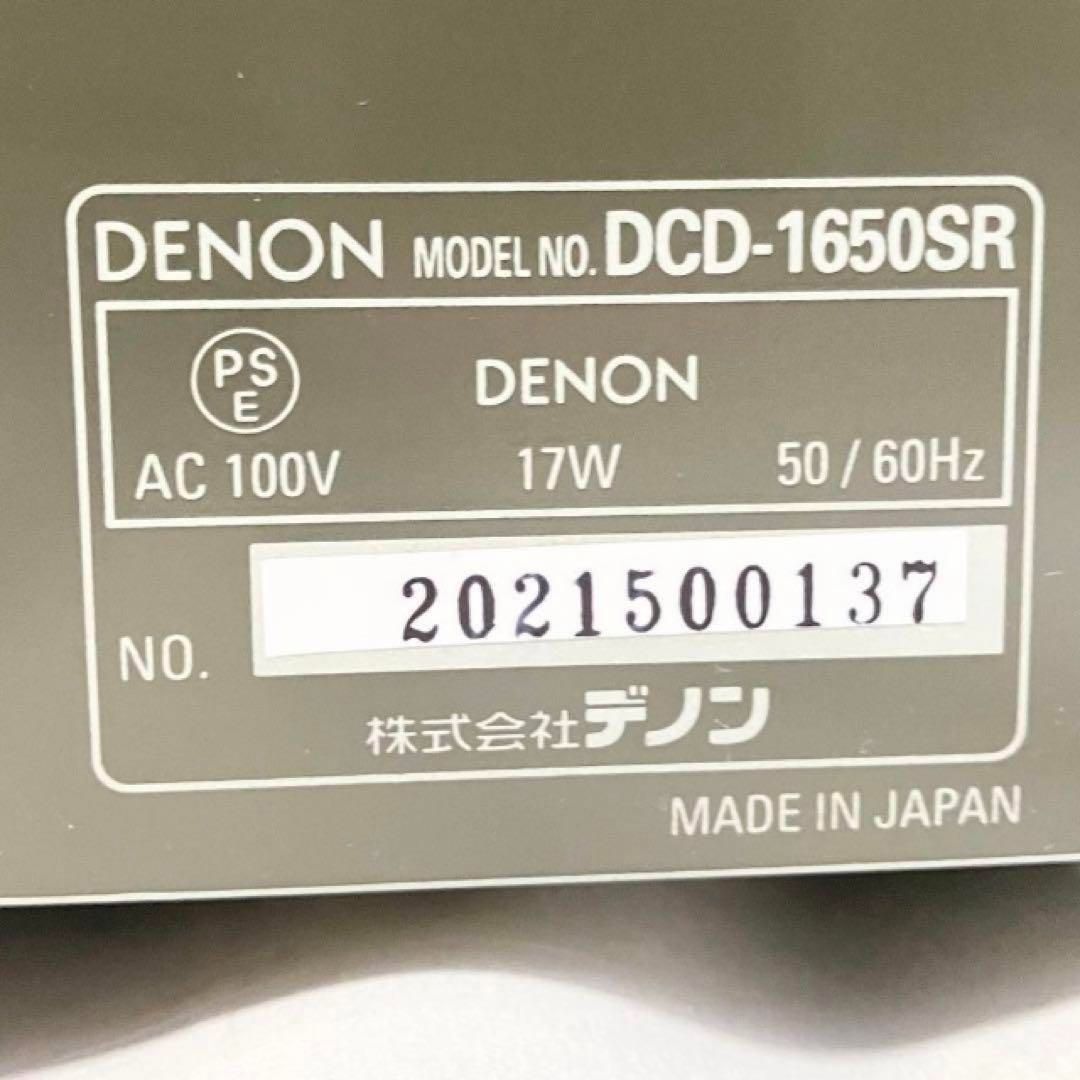 DENON MODEL NO. DCD-1650SR
PS
E
DENON
AC 100V 17W 50 / 60Hz
NO. 2021500137
株式会社デノン
MADE IN JAPAN